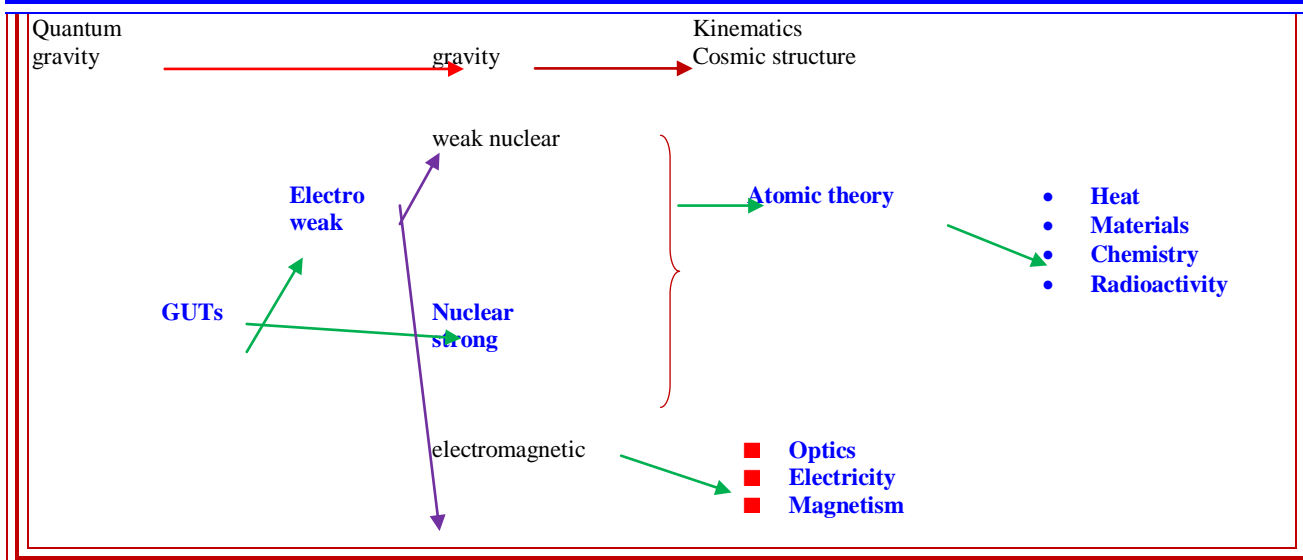 Quantum
gravity
gravity
Kinematics
Cosmic structure
weak nuclear
Electro
weak
Atomic theory
• Heat
• Materials
• Chemistry
• Radioactivity
GUTs
Nuclear
strong
electromagnetic
■ Optics
■ Electricity
■ Magnetism